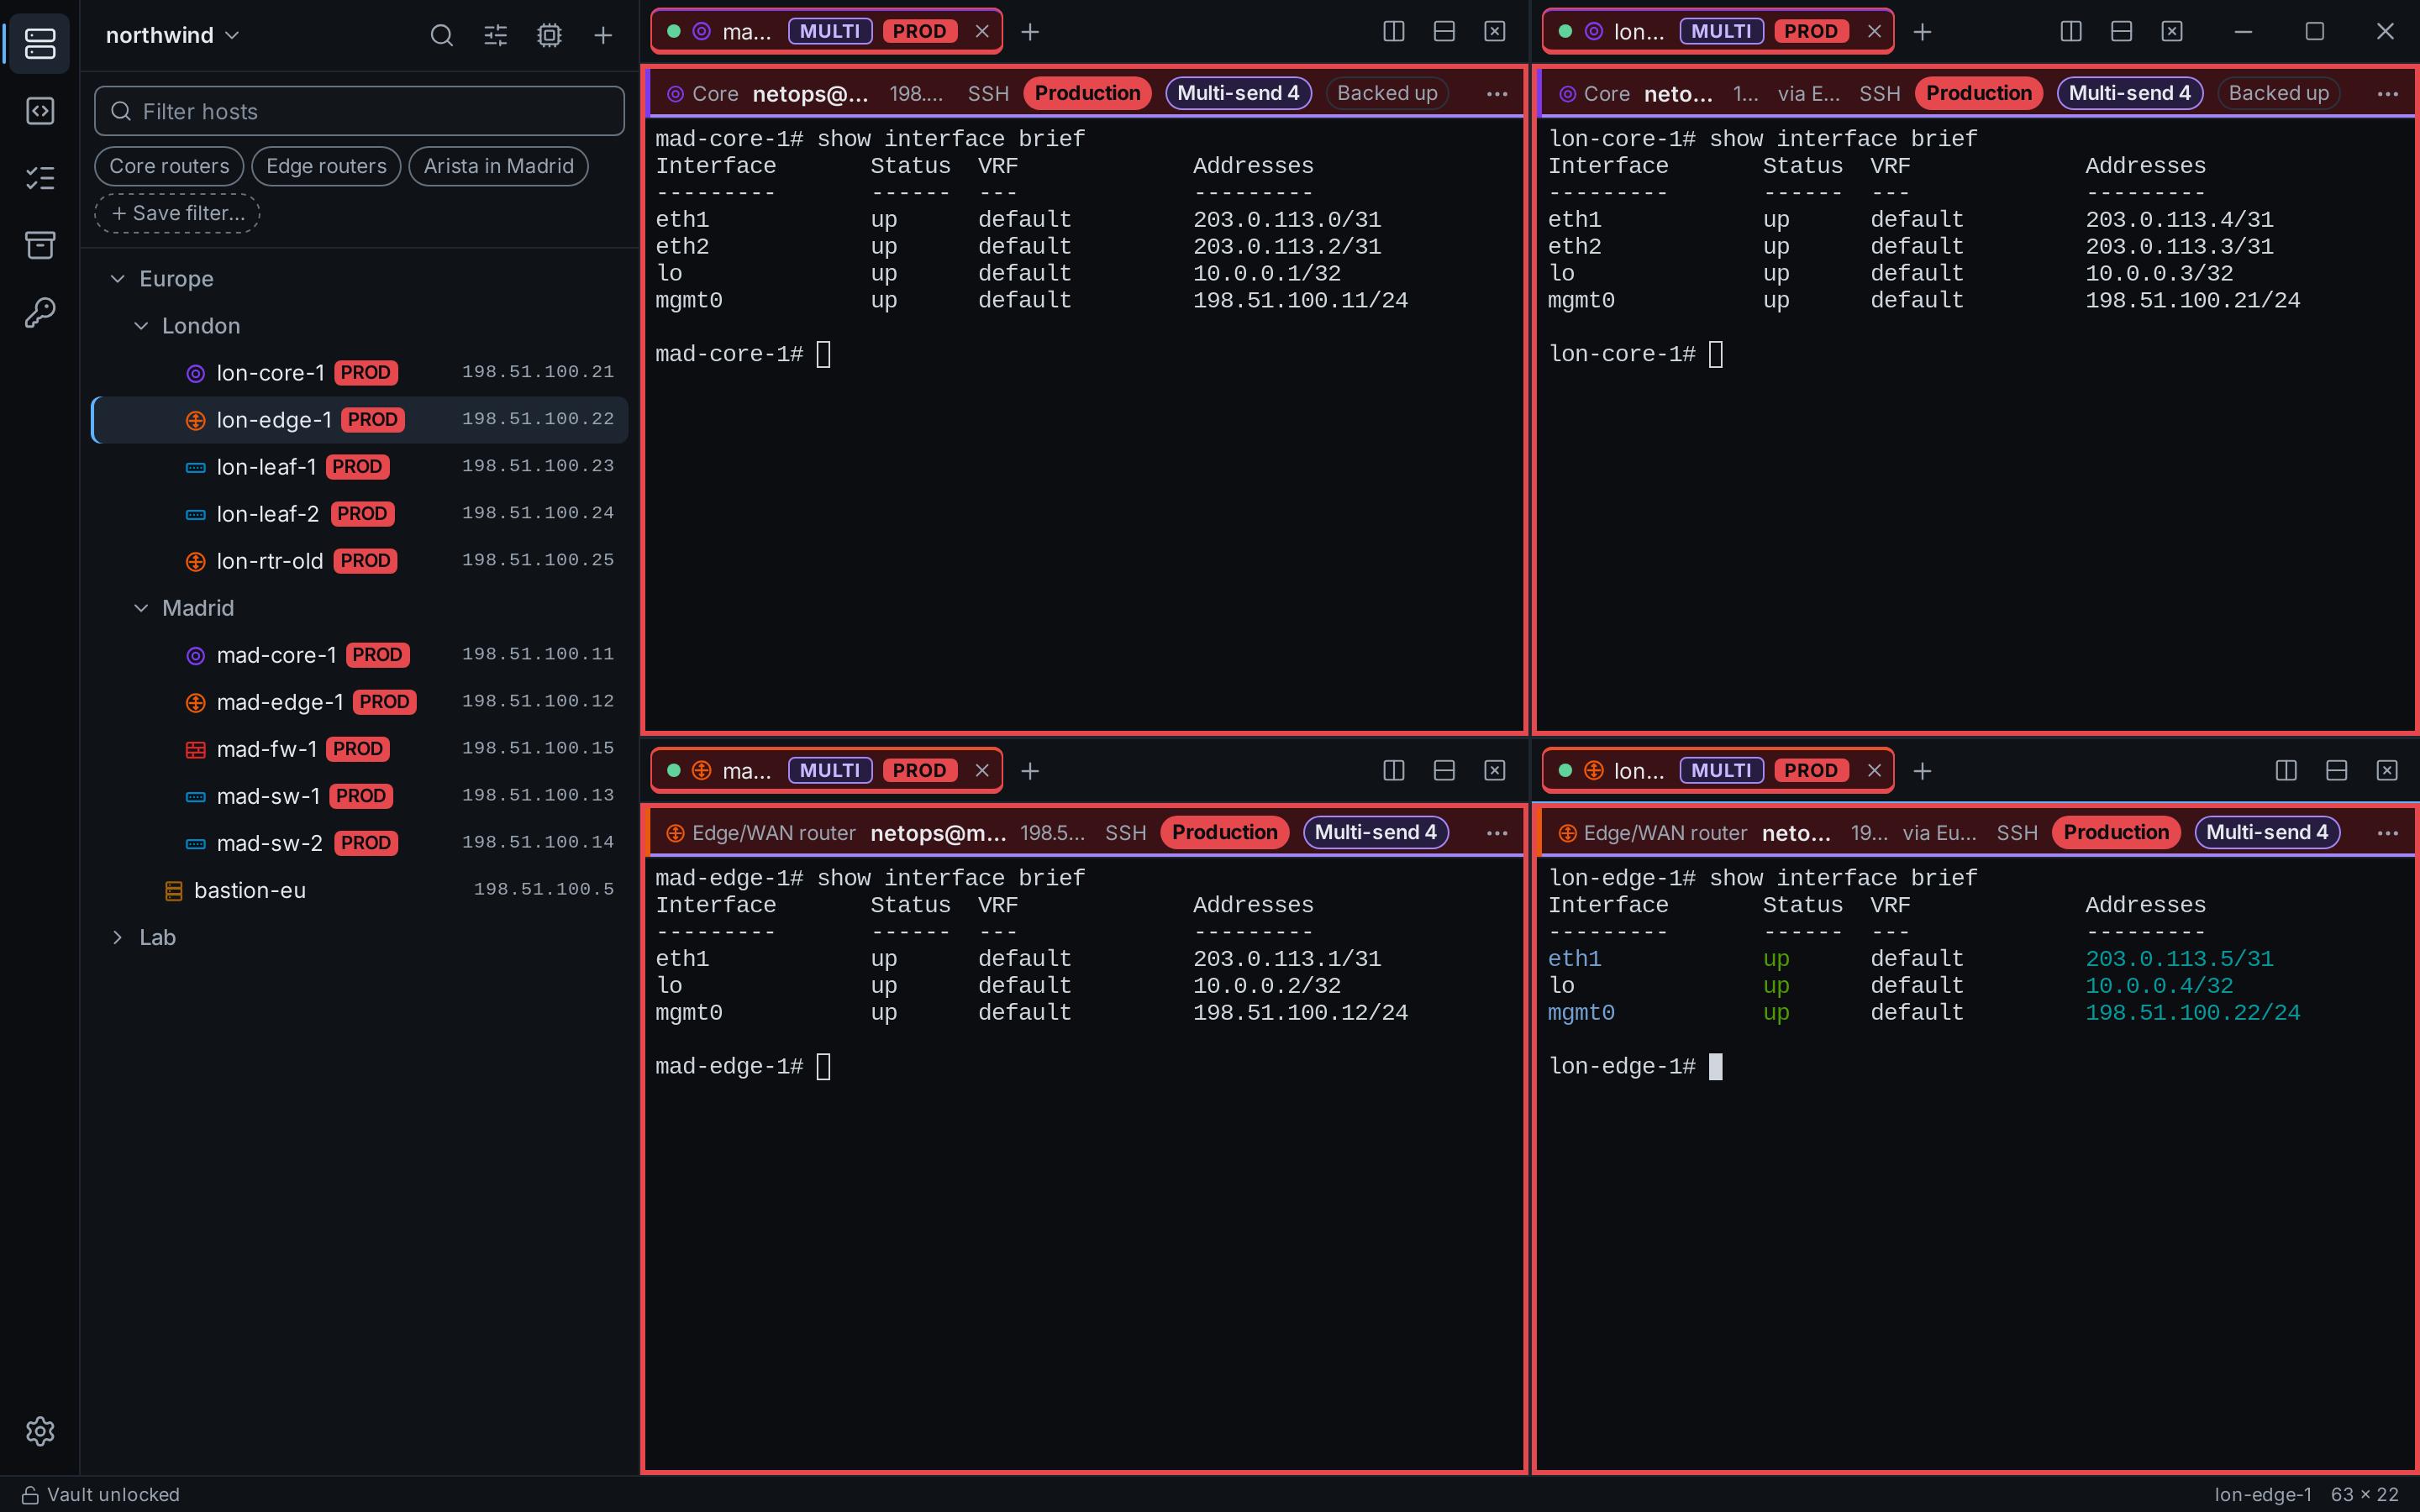 northwind
Filter hosts
Core routers
Edge routers
Arista in Madrid
+ Save filter...
Europe
London
lon-core-1 PROD 198.51.100.21
lon-edge-1 PROD 198.51.100.22
lon-leaf-1 PROD 198.51.100.23
lon-leaf-2 PROD 198.51.100.24
lon-rtr-old PROD 198.51.100.25
Madrid
mad-core-1 PROD 198.51.100.11
mad-edge-1 PROD 198.51.100.12
mad-fw-1 PROD 198.51.100.15
mad-sw-1 PROD 198.51.100.13
mad-sw-2 PROD 198.51.100.14
bastion-eu 198.51.100.5
Lab
ma... MULTI PROD
Core netops@... 198.... SSH Production Multi-send 4 Backed up
mad-core-1# show interface brief
Interface Status VRF Addresses
--------- ------ --- ---------
eth1 up default 203.0.113.0/31
eth2 up default 203.0.113.2/31
lo up default 10.0.0.1/32
mgmt0 up default 198.51.100.11/24
mad-core-1#
lon... MULTI PROD
Core neto... 1... via E... SSH Production Multi-send 4 Backed up
lon-core-1# show interface brief
Interface Status VRF Addresses
--------- ------ --- ---------
eth1 up default 203.0.113.4/31
eth2 up default 203.0.113.3/31
lo up default 10.0.0.3/32
mgmt0 up default 198.51.100.21/24
lon-core-1#
ma... MULTI PROD
Edge/WAN router netops@m... 198.5... SSH Production Multi-send 4
mad-edge-1# show interface brief
Interface Status VRF Addresses
--------- ------ --- ---------
eth1 up default 203.0.113.1/31
lo up default 10.0.0.2/32
mgmt0 up default 198.51.100.12/24
mad-edge-1#
lon... MULTI PROD
Edge/WAN router neto... 19... via Eu... SSH Production Multi-send 4
lon-edge-1# show interface brief
Interface Status VRF Addresses
--------- ------ --- ---------
eth1 up default 203.0.113.5/31
lo up default 10.0.0.4/32
mgmt0 up default 198.51.100.22/24
lon-edge-1#
Vault unlocked
lon-edge-1 63 × 22